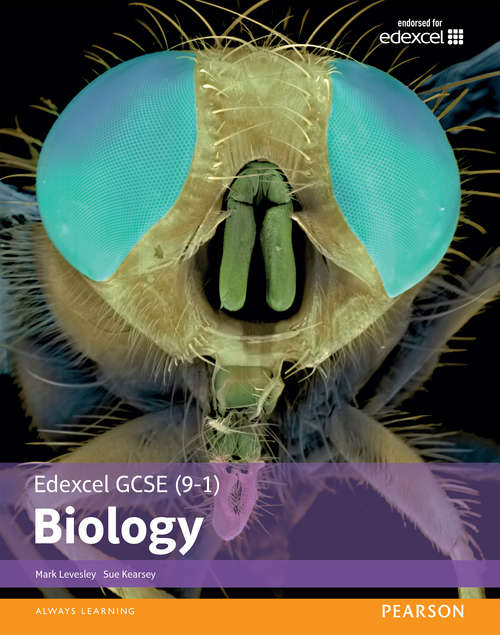 endorsed for
edexcel
Edexcel GCSE (9-1)
Biology
Mark Levesley Sue Kearsey
ALWAYS LEARNING
PEARSON